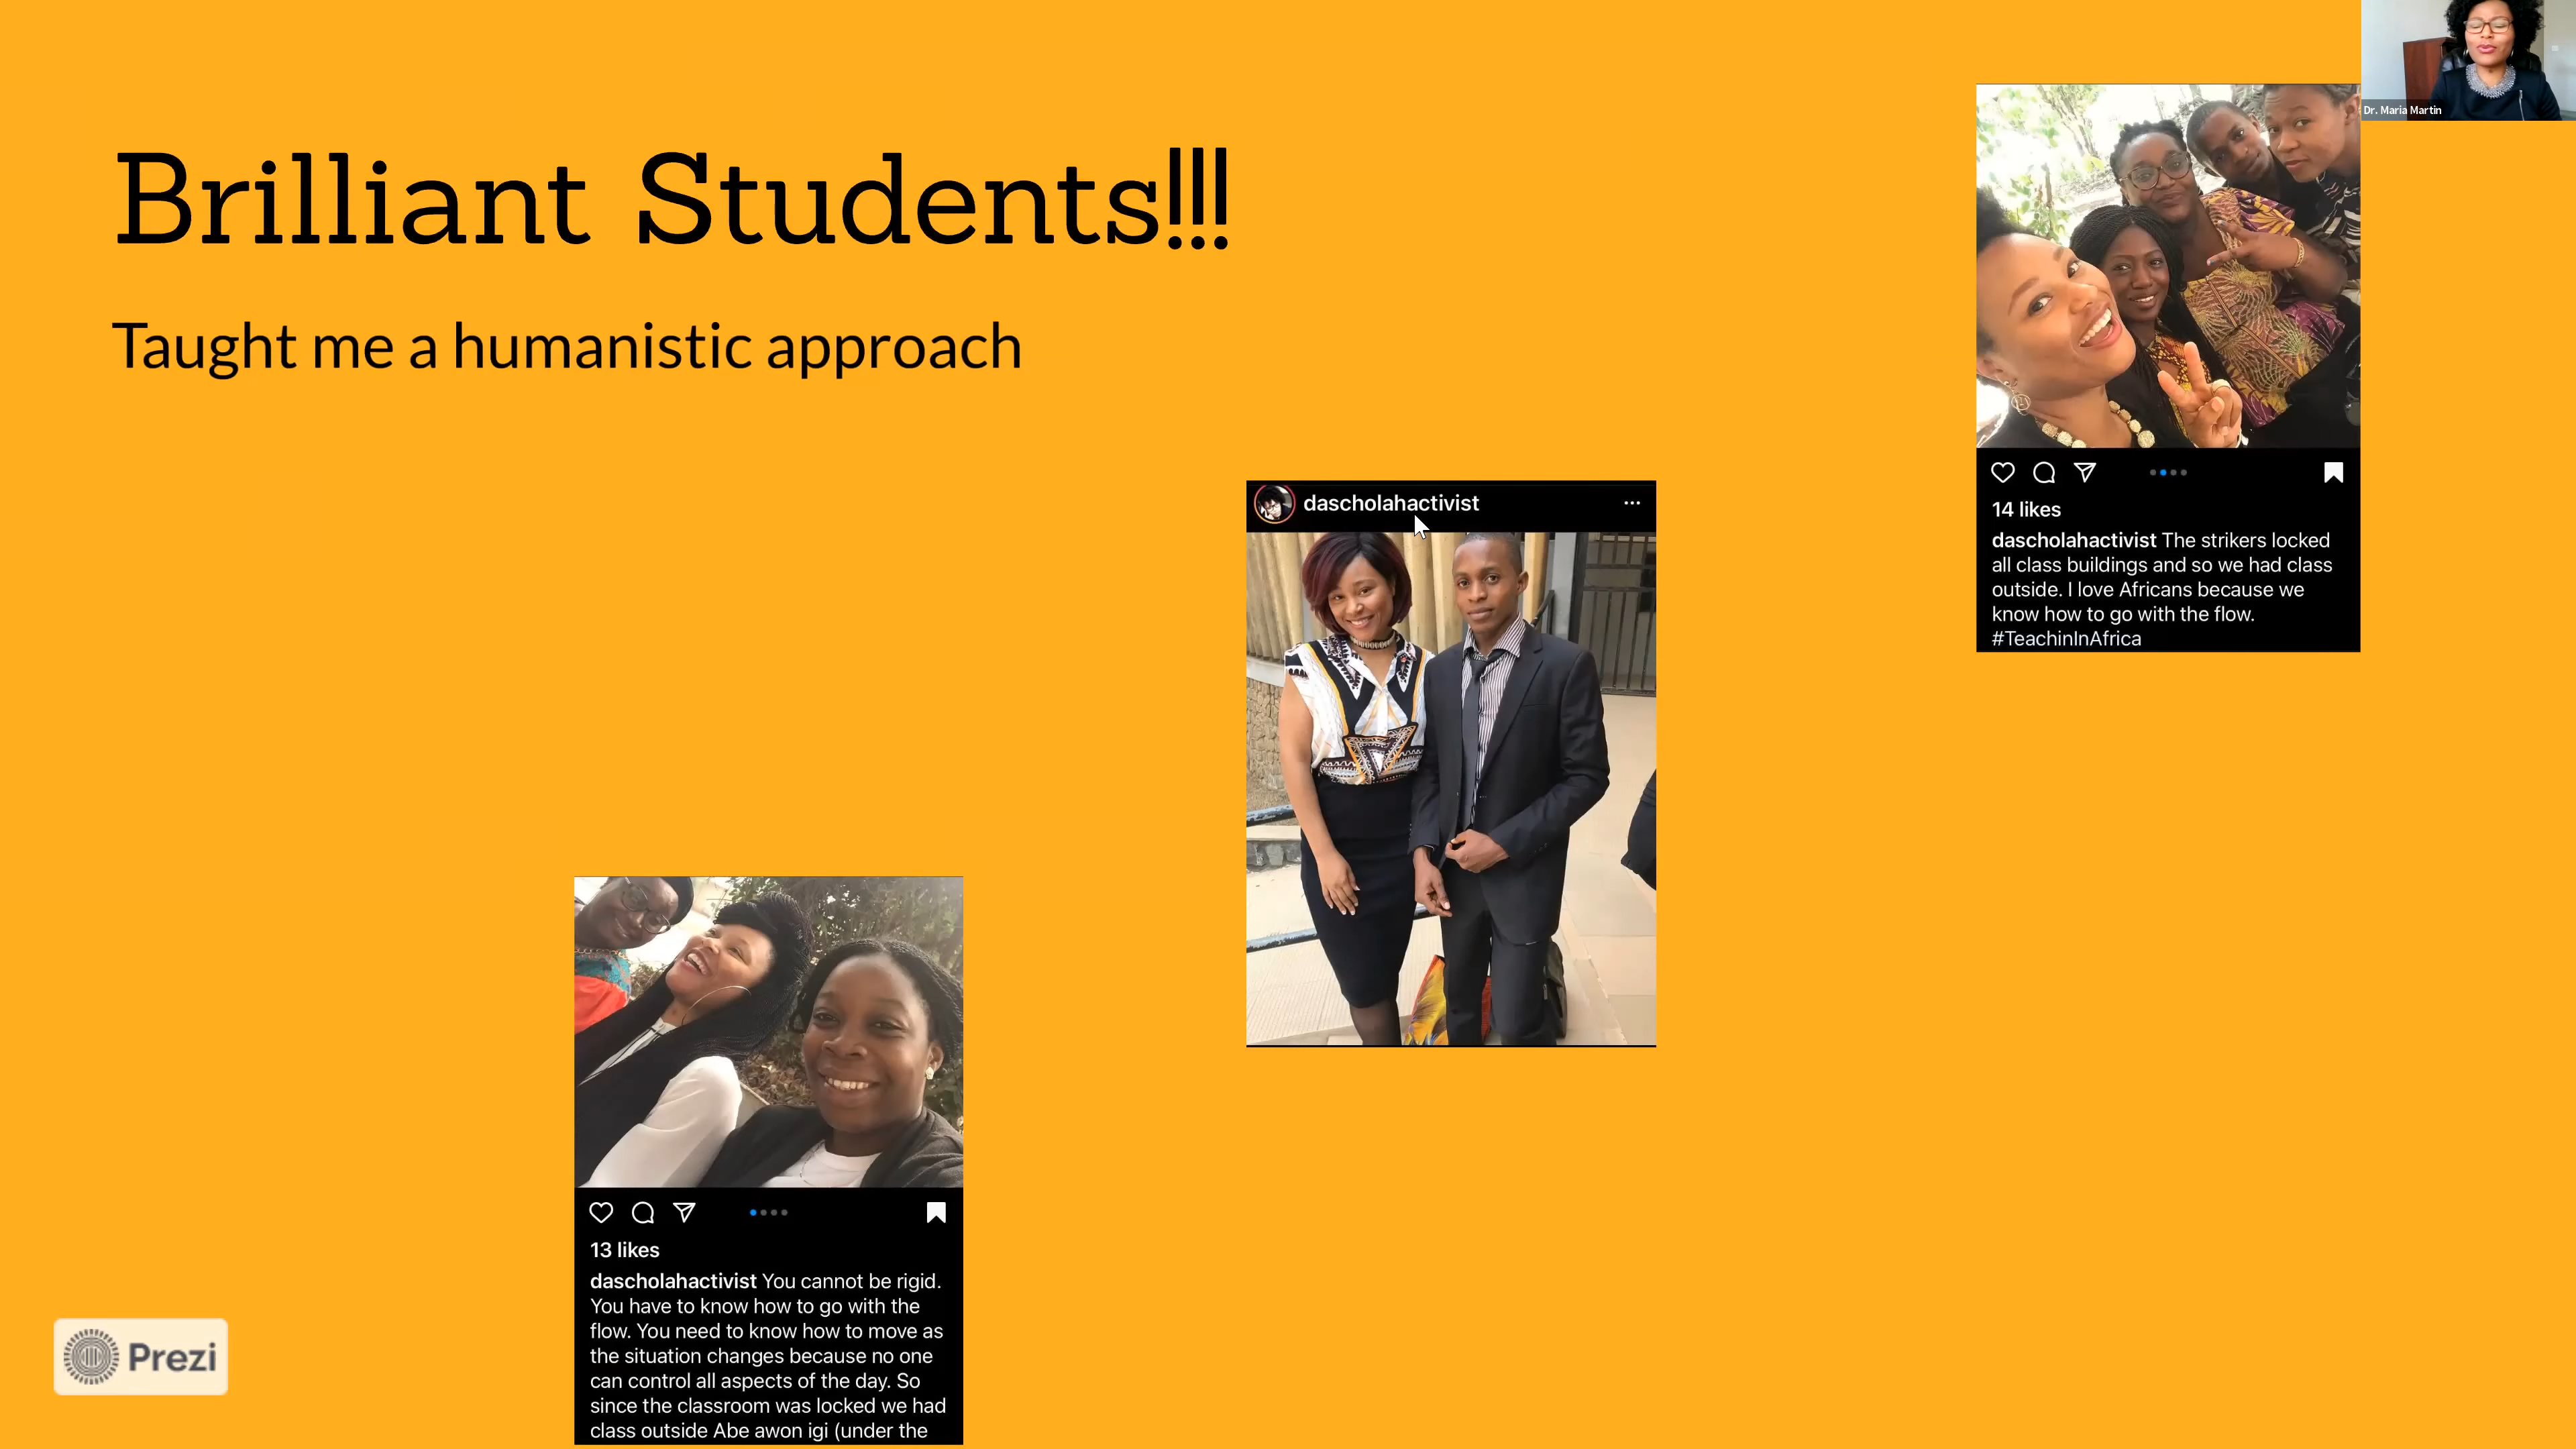 Brilliant Students!!!
Taught me a humanistic approach
Dr. Maria Martin
14 likes
dascholahactivist The strikers locked
all class buildings and so we had class
outside. I love Africans because we
know how to go with the flow.
#TeachinInAfrica
dascholahactivist
13 likes
dascholahactivist You cannot be rigid.
You have to know how to go with the
flow. You need to know how to move as
the situation changes because no one
can control all aspects of the day. So
since the classroom was locked we had
class outside Abe awon igi (under the
Prezi